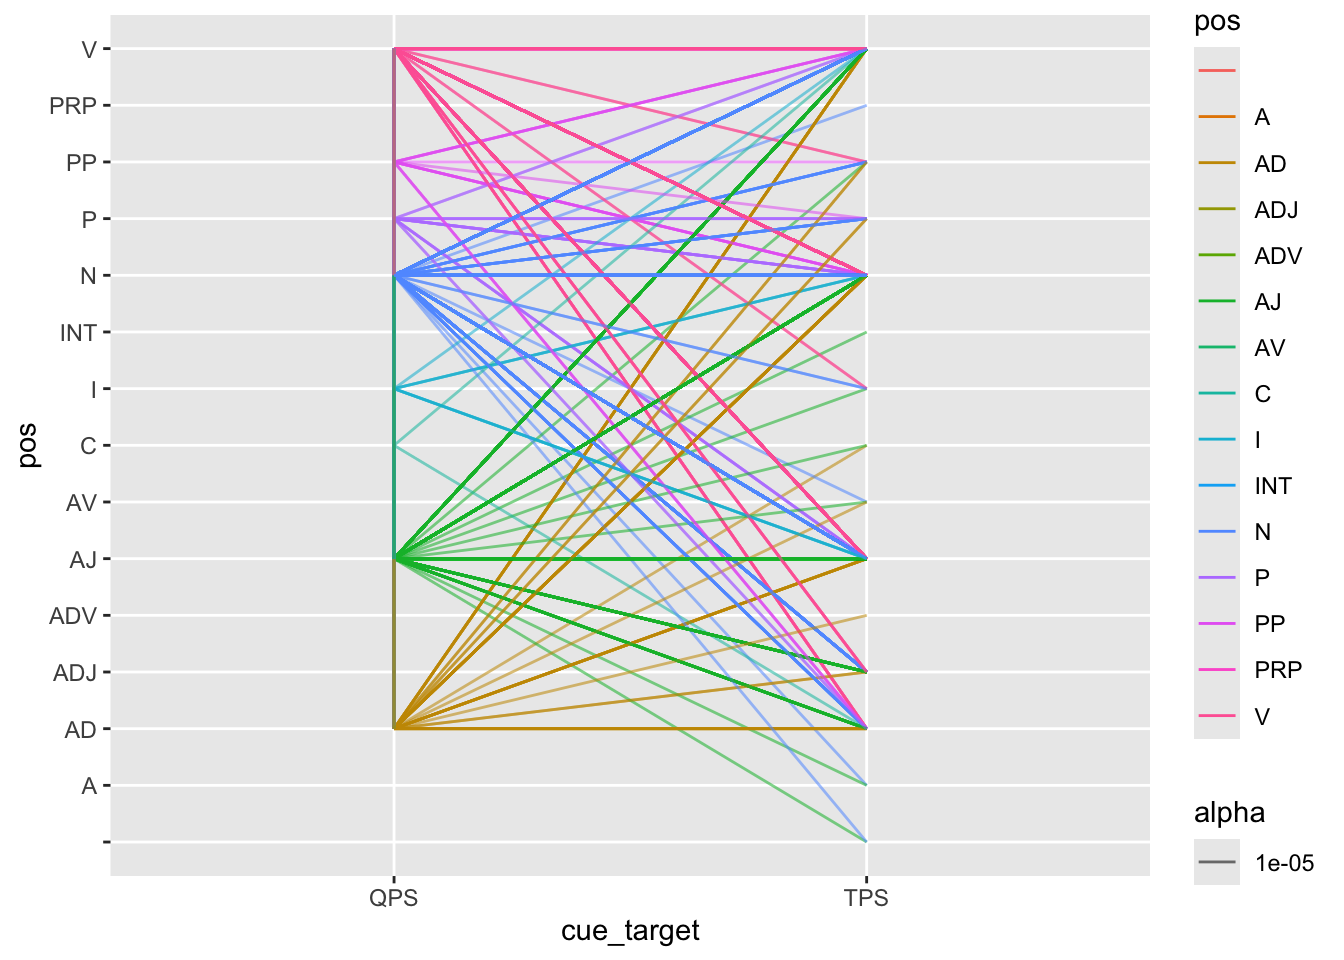 V
PRP
PP
P
N
INT
I
C
AV
AJ
ADV
ADJ
AD
A
pos
QPS
TPS
cue_target
pos
A
AD
ADJ
ADV
AJ
AV
C
I
INT
N
P
PP
PRP
V
alpha
1e-05